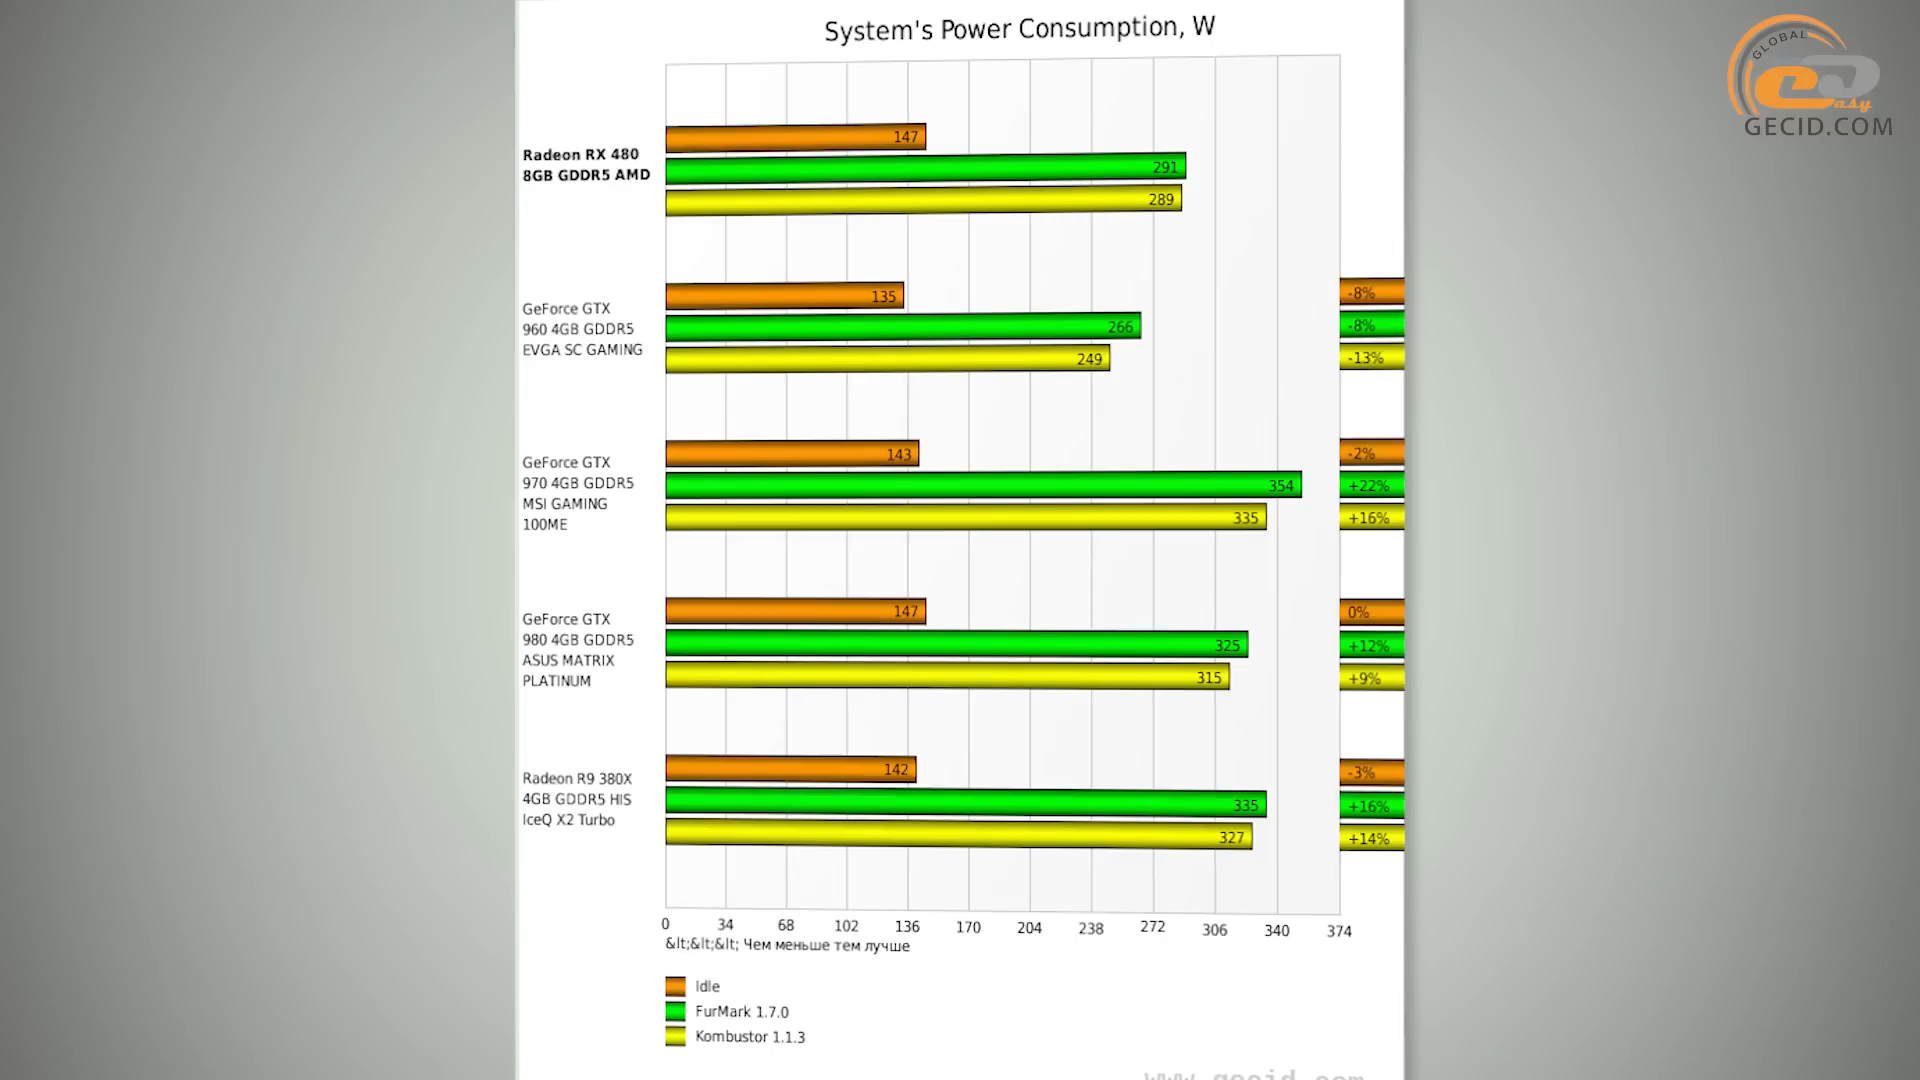 System's Power Consumption, W
GLOBAL
easy
GECID.COM
Radeon RX 480
8GB GDDR5 AMD
147
291
289
GeForce GTX
960 4GB GDDR5
EVGA SC GAMING
135
266
249
-8%
-8%
-13%
GeForce GTX
970 4GB GDDR5
MSI GAMING
100ME
143
354
335
-2%
+22%
+16%
GeForce GTX
980 4GB GDDR5
ASUS MATRIX
PLATINUM
147
325
315
0%
+12%
+9%
Radeon R9 380X
4GB GDDR5 HIS
IceQ X2 Turbo
142
335
327
-3%
+16%
+14%
0 34 68 102 136 170 204 238 272 306 340 374
&lt;&lt;&lt; Чем меньше тем лучше
Idle
FurMark 1.7.0
Kombustor 1.1.3
www.gecid.com